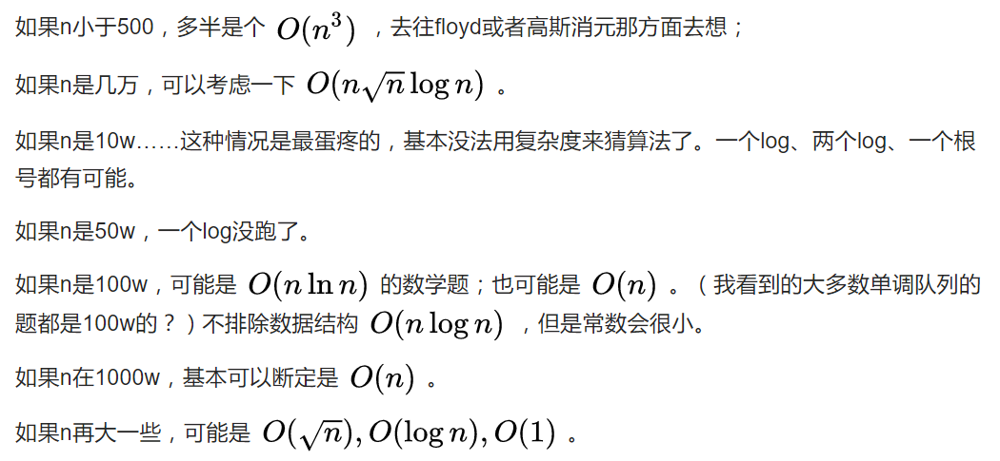 如果n小于500，多半是个 O(n³) ，去往floyd或者高斯消元那方面去想；
如果n是几万，可以考虑一下 O(n√n log n) 。
如果n是10w……这种情况是最蛋疼的，基本没法用复杂度来猜算法了。一个log、两个log、一个根
号都有可能。
如果n是50w，一个log没跑了。
如果n是100w，可能是 O(n ln n) 的数学题；也可能是 O(n) 。（我看到的大多数单调队列的
题都是100w的？）不排除数据结构 O(n log n) ，但是常数会很小。
如果n在1000w，基本可以断定是 O(n) 。
如果n再大一些，可能是 O(√n), O(log n), O(1) 。